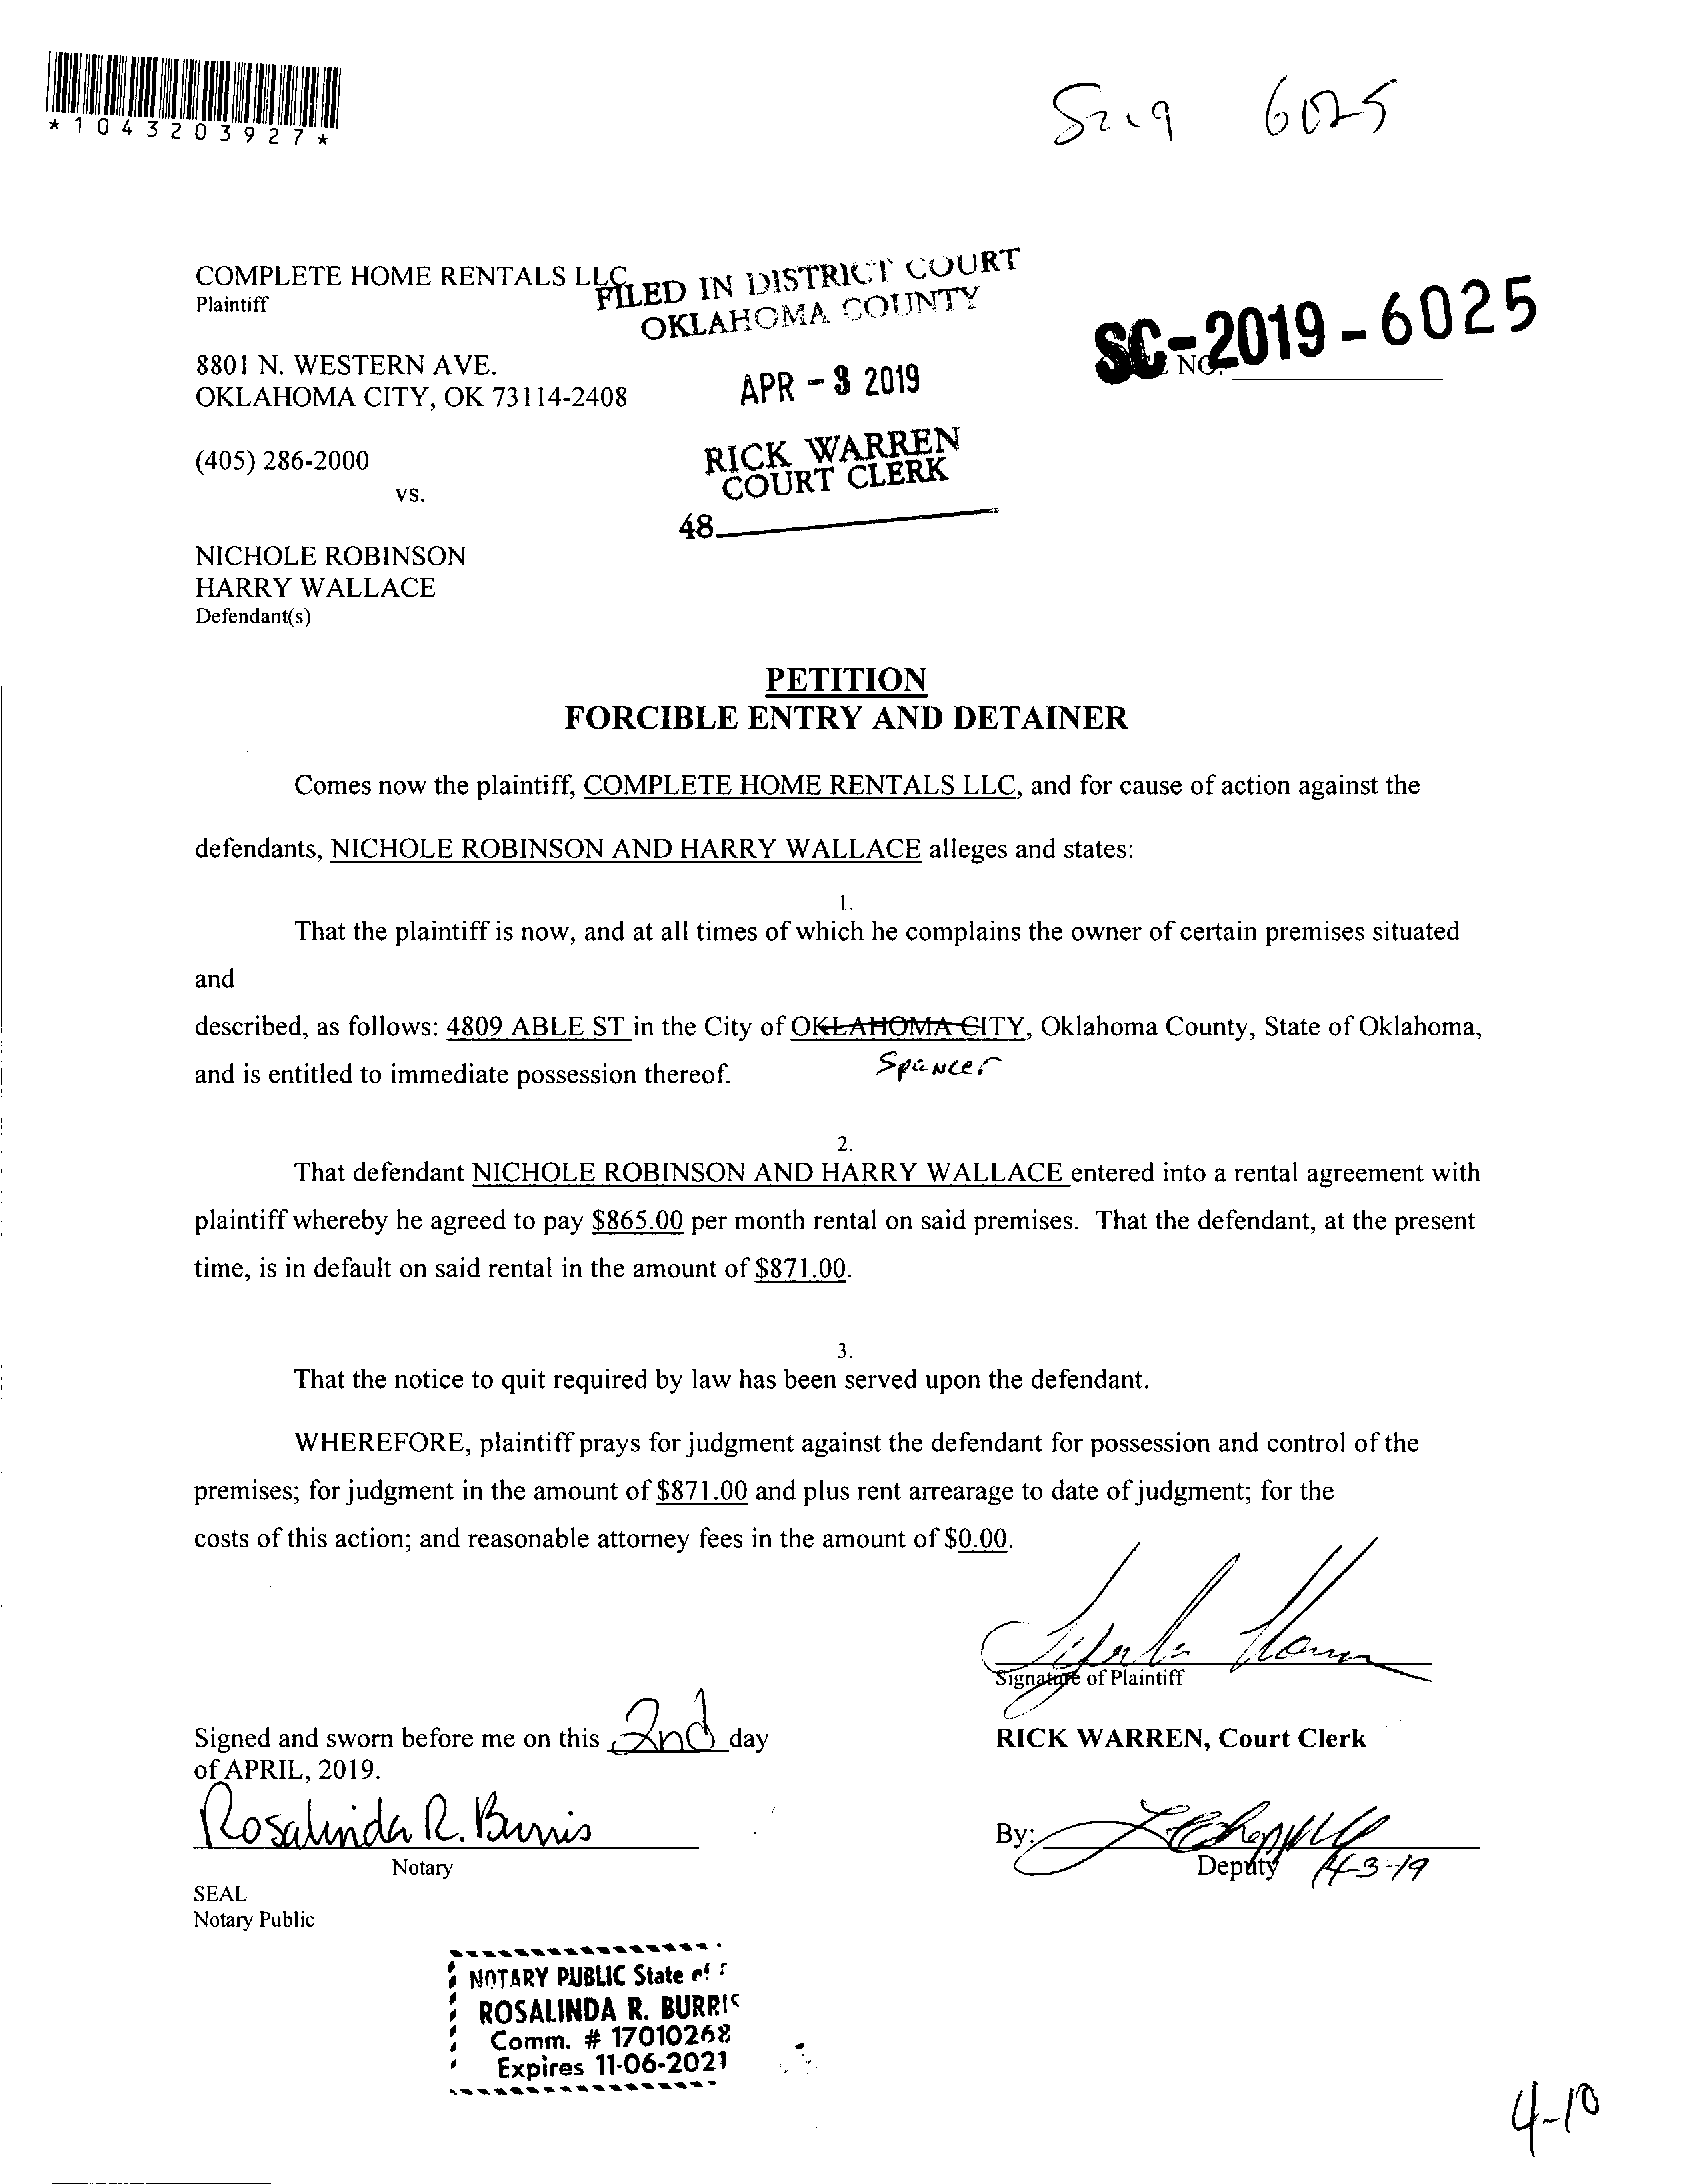 *1043203927*
6025
COMPLETE HOME RENTALS LLC
Plaintiff
FILED IN DISTRICT COURT
OKLAHOMA COUNTY
SC-2019-6025
NO.
8801 N. WESTERN AVE.
OKLAHOMA CITY, OK 73114-2408
APR - 3 2019
(405) 286-2000
RICK WARREN
COURT CLERK
vs.
48
NICHOLE ROBINSON
HARRY WALLACE
Defendant(s)
PETITION
FORCIBLE ENTRY AND DETAINER
Comes now the plaintiff, COMPLETE HOME RENTALS LLC, and for cause of action against the
defendants, NICHOLE ROBINSON AND HARRY WALLACE alleges and states:
1.
That the plaintiff is now, and at all times of which he complains the owner of certain premises situated
and
described, as follows: 4809 ABLE ST in the City of OKLAHOMA CITY, Oklahoma County, State of Oklahoma,
Spencer
and is entitled to immediate possession thereof.
2.
That defendant NICHOLE ROBINSON AND HARRY WALLACE entered into a rental agreement with
plaintiff whereby he agreed to pay $865.00 per month rental on said premises. That the defendant, at the present
time, is in default on said rental in the amount of $871.00.
3.
That the notice to quit required by law has been served upon the defendant.
WHEREFORE, plaintiff prays for judgment against the defendant for possession and control of the
premises; for judgment in the amount of $871.00 and plus rent arrearage to date of judgment; for the
costs of this action; and reasonable attorney fees in the amount of $0.00.
Signature of Plaintiff
Signed and sworn before me on this 2nd day
of APRIL, 2019.
RICK WARREN, Court Clerk
Rosalinda R. Burris
Notary
By:
Deputy 4-3-19
SEAL
Notary Public
NOTARY PUBLIC State of
ROSALINDA R. BURRIS
Comm. # 17010268
Expires 11-06-2021
4-10